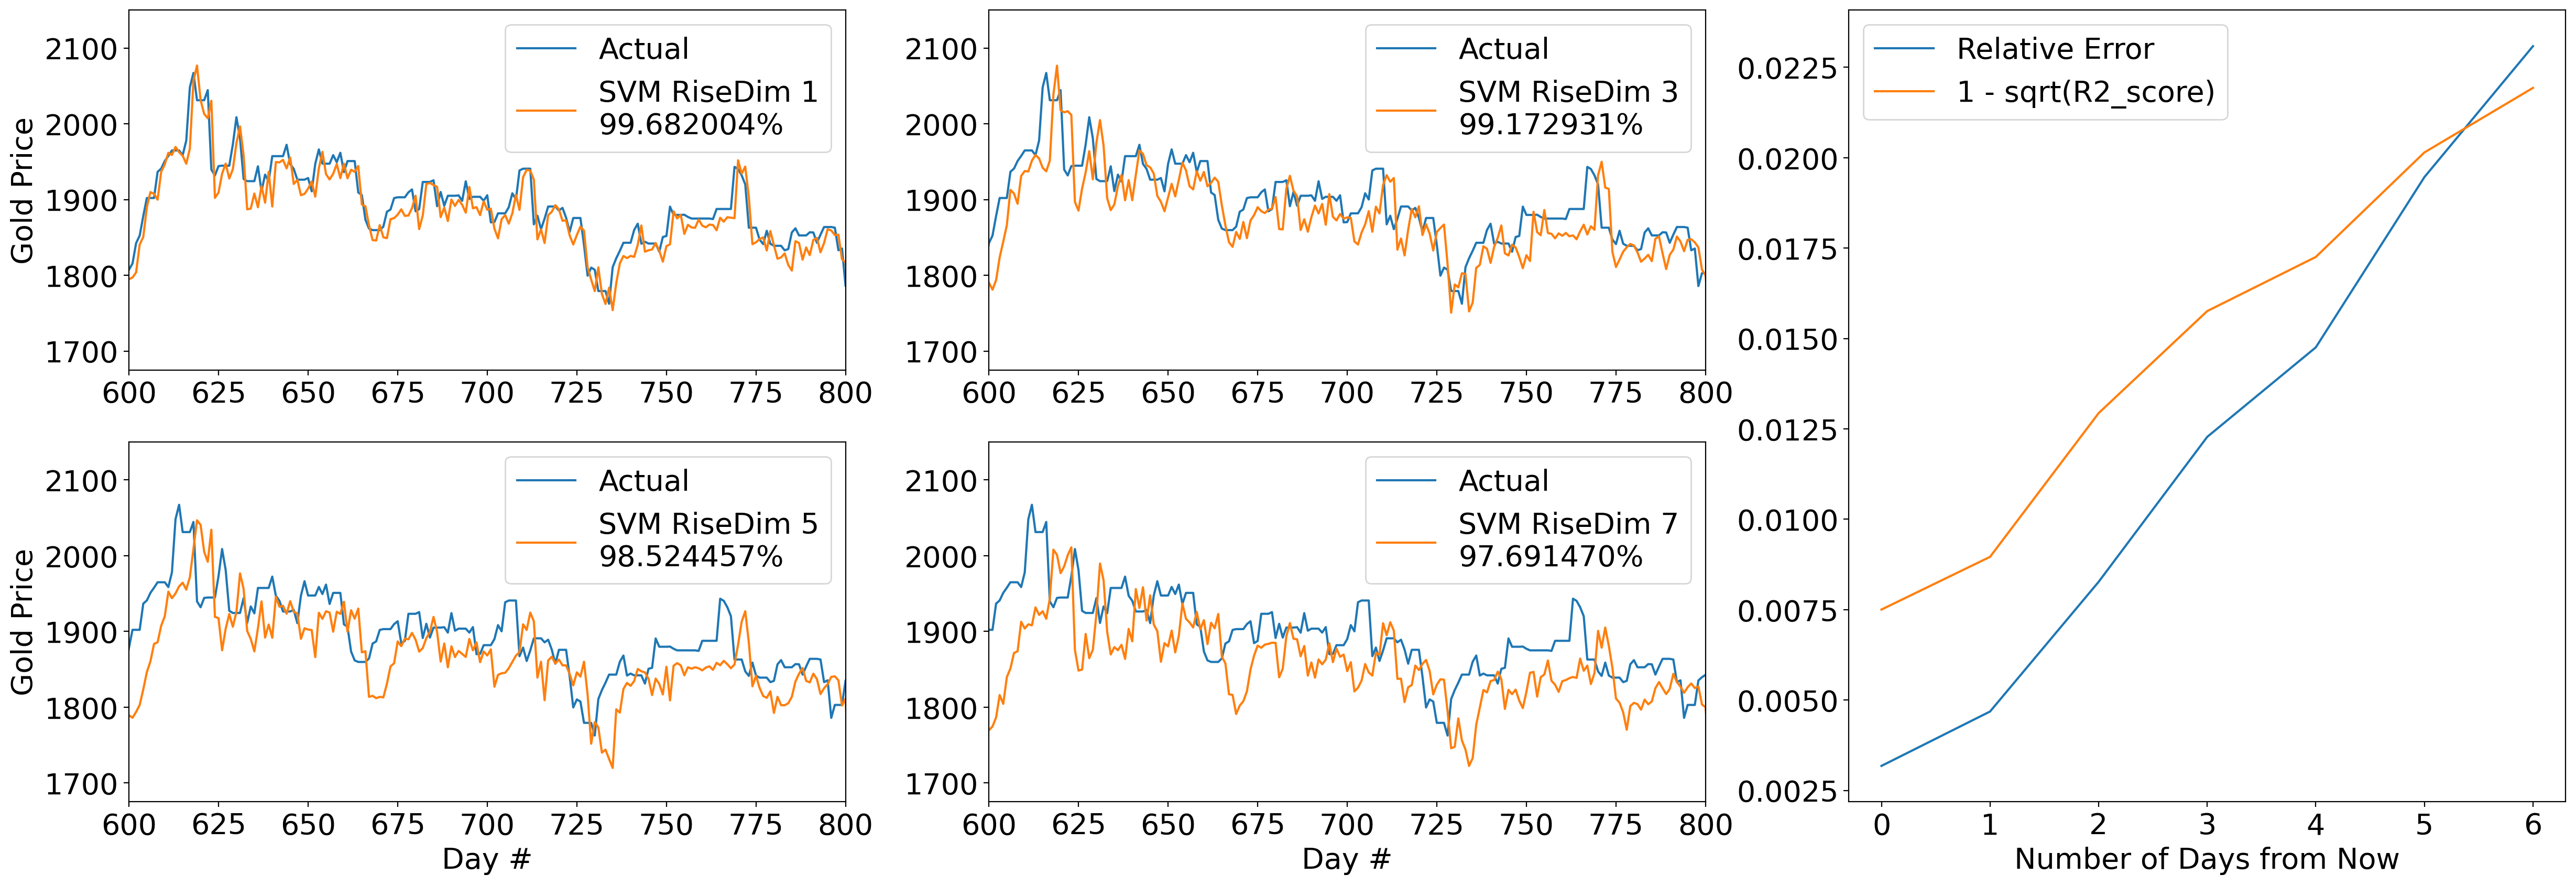 Actual
SVM RiseDim 1
99.682004%
2100
2000
1900
1800
1700
Gold Price
600 625 650 675 700 725 750 775 800
Actual
SVM RiseDim 3
99.172931%
2100
2000
1900
1800
1700
600 625 650 675 700 725 750 775 800
Actual
SVM RiseDim 5
98.524457%
2100
2000
1900
1800
1700
Gold Price
600 625 650 675 700 725 750 775 800
Day #
Actual
SVM RiseDim 7
97.691470%
2100
2000
1900
1800
1700
600 625 650 675 700 725 750 775 800
Day #
Relative Error
1 - sqrt(R2_score)
0.0225
0.0200
0.0175
0.0150
0.0125
0.0100
0.0075
0.0050
0.0025
0 1 2 3 4 5 6
Number of Days from Now